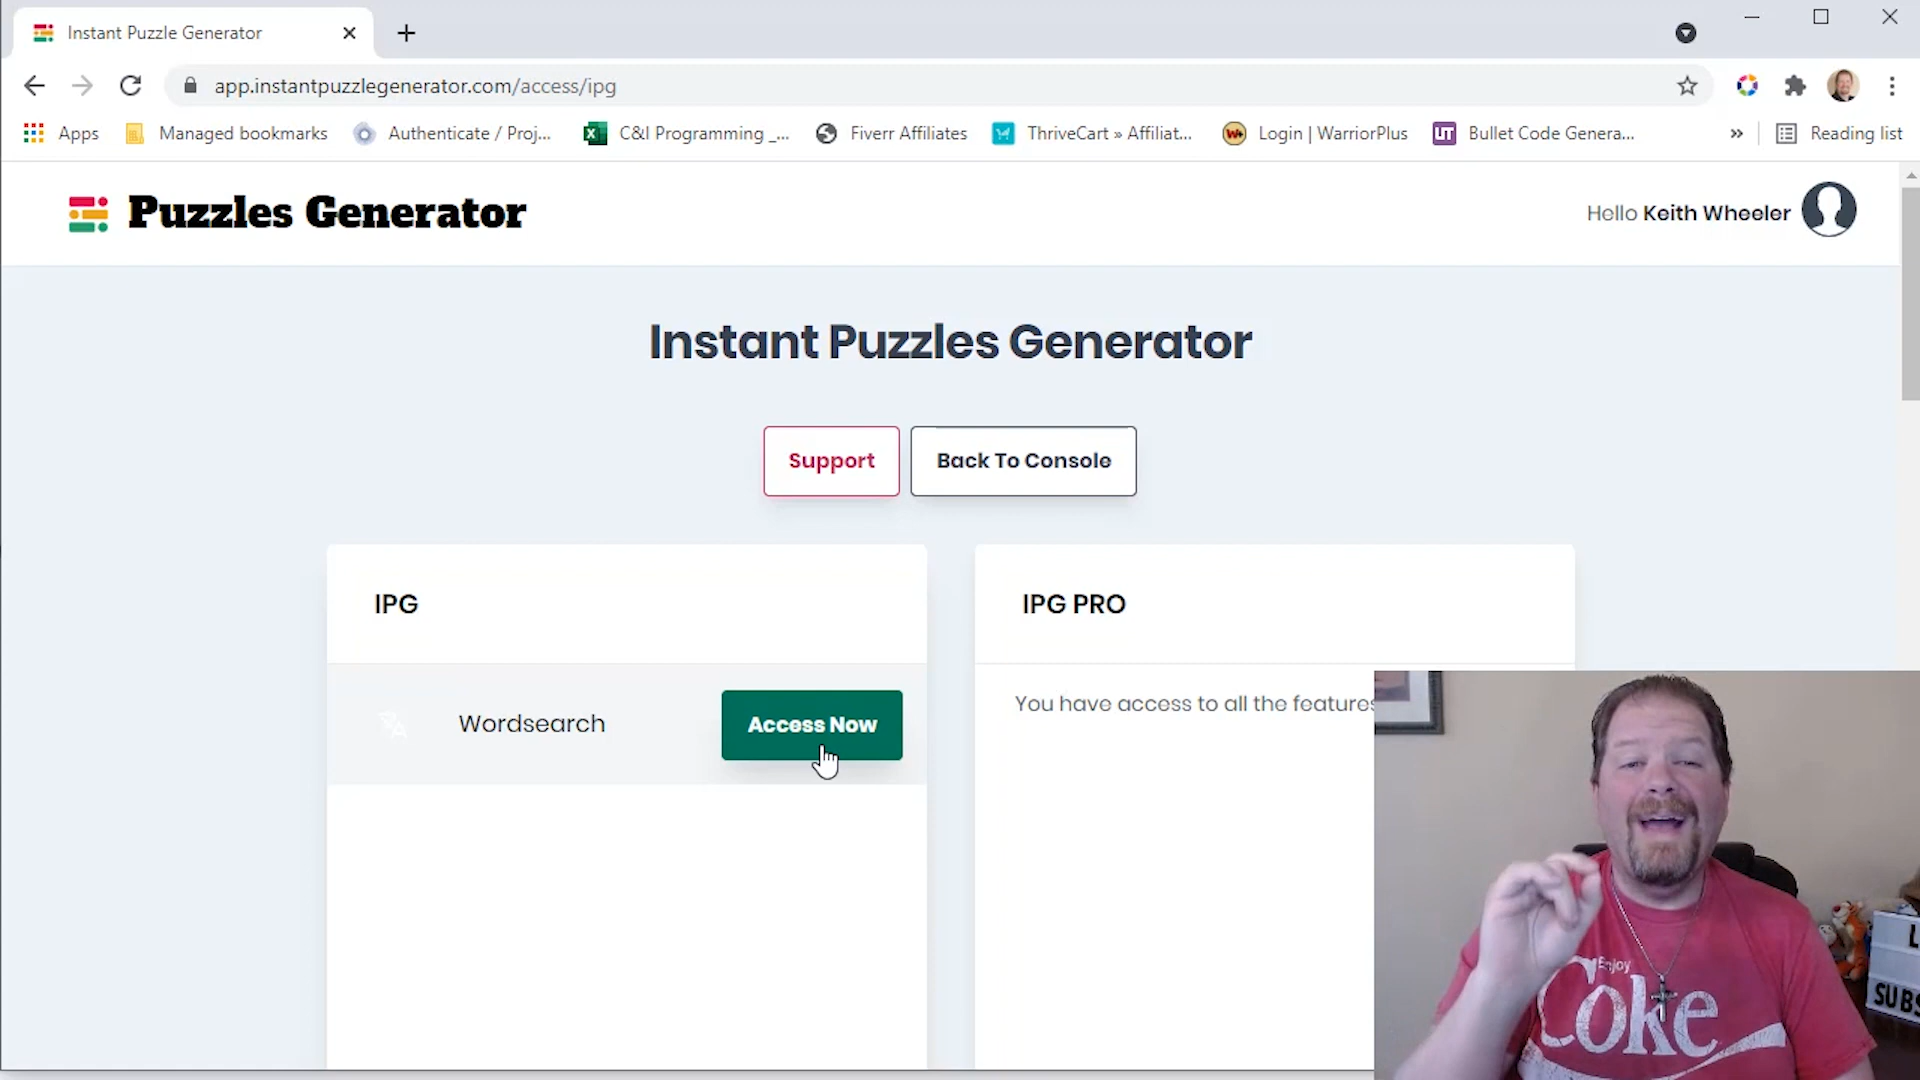 Instant Puzzle Generator
app.instantpuzzlegenerator.com/access/ipg
Apps
Managed bookmarks
Authenticate / Proj...
C&I Programming _...
Fiverr Affiliates
ThriveCart » Affiliat...
Login | WarriorPlus
Bullet Code Genera...
»
Reading list
Puzzles Generator
Hello Keith Wheeler
Instant Puzzles Generator
Support
Back To Console
IPG
IPG PRO
Wordsearch
Access Now
You have access to all the features
Enjoy
Coke
L
SUBS